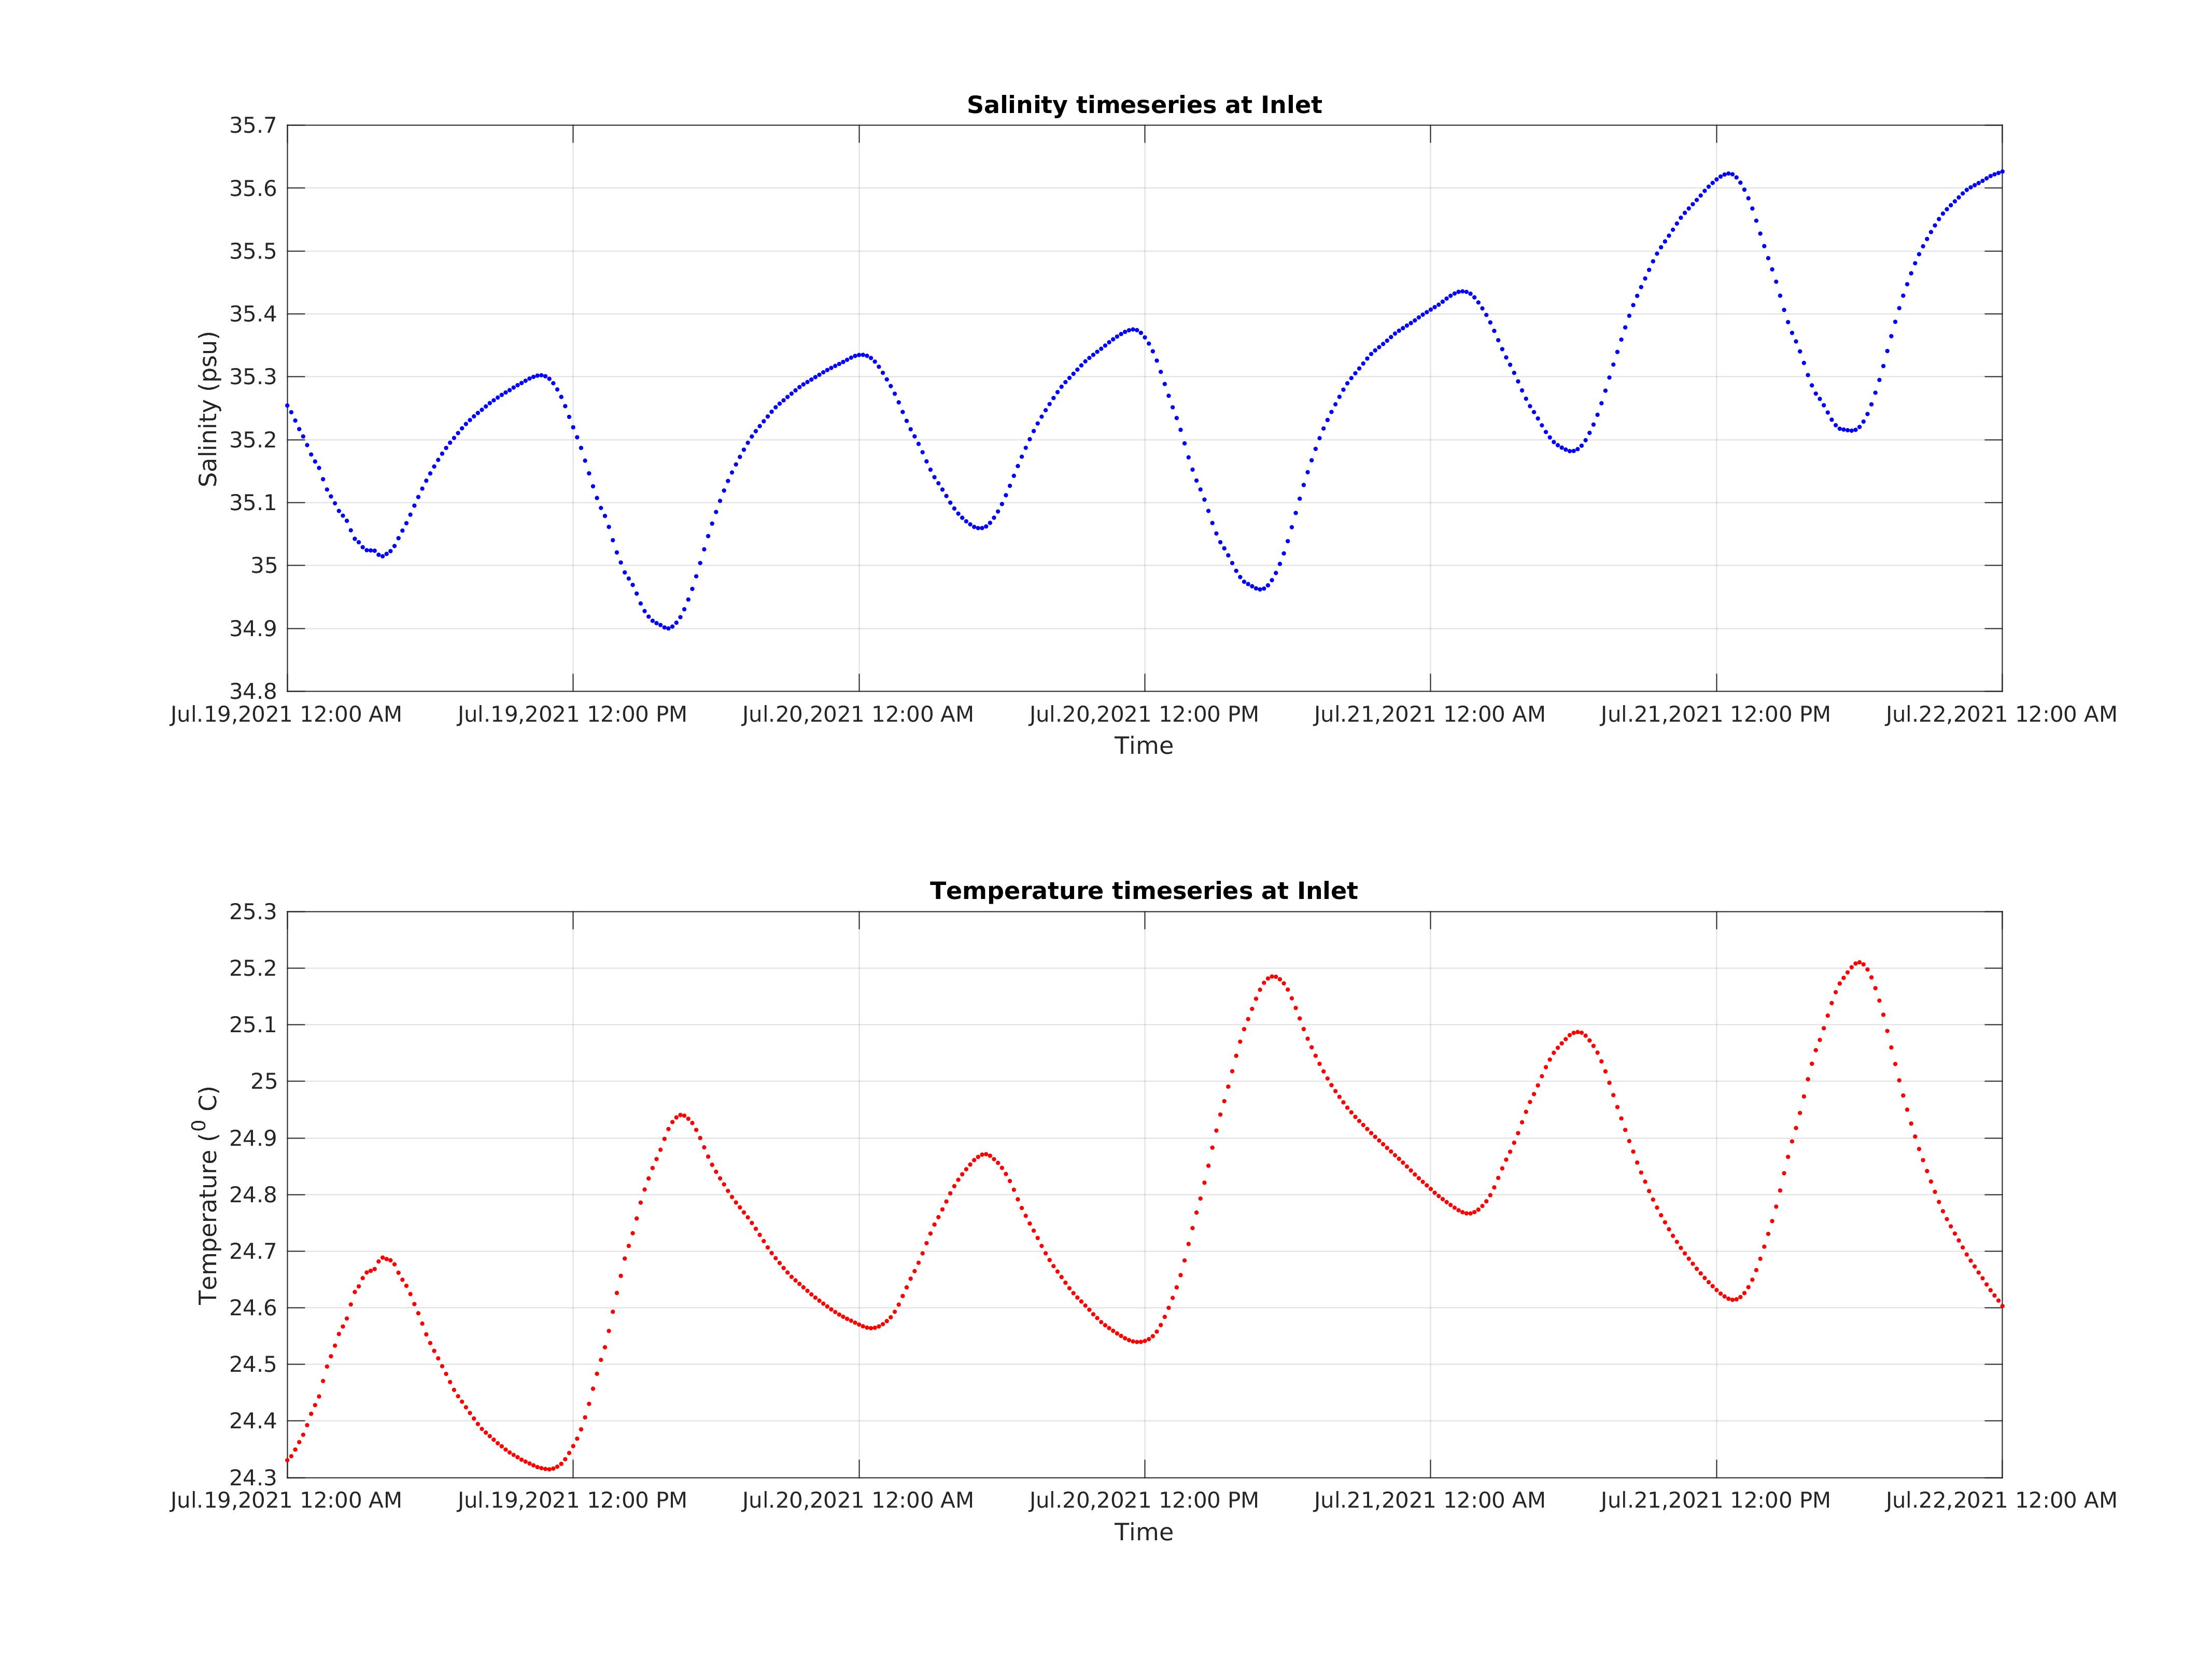 Salinity timeseries at Inlet
35.7
35.6
35.5
35.4
35.3
35.2
35.1
35
34.9
34.8
Salinity (psu)
Jul.19,2021 12:00 AM Jul.19,2021 12:00 PM Jul.20,2021 12:00 AM Jul.20,2021 12:00 PM Jul.21,2021 12:00 AM Jul.21,2021 12:00 PM Jul.22,2021 12:00 AM
Time
Temperature timeseries at Inlet
25.3
25.2
25.1
25
24.9
24.8
24.7
24.6
24.5
24.4
24.3
Temperature (⁰ C)
Jul.19,2021 12:00 AM Jul.19,2021 12:00 PM Jul.20,2021 12:00 AM Jul.20,2021 12:00 PM Jul.21,2021 12:00 AM Jul.21,2021 12:00 PM Jul.22,2021 12:00 AM
Time